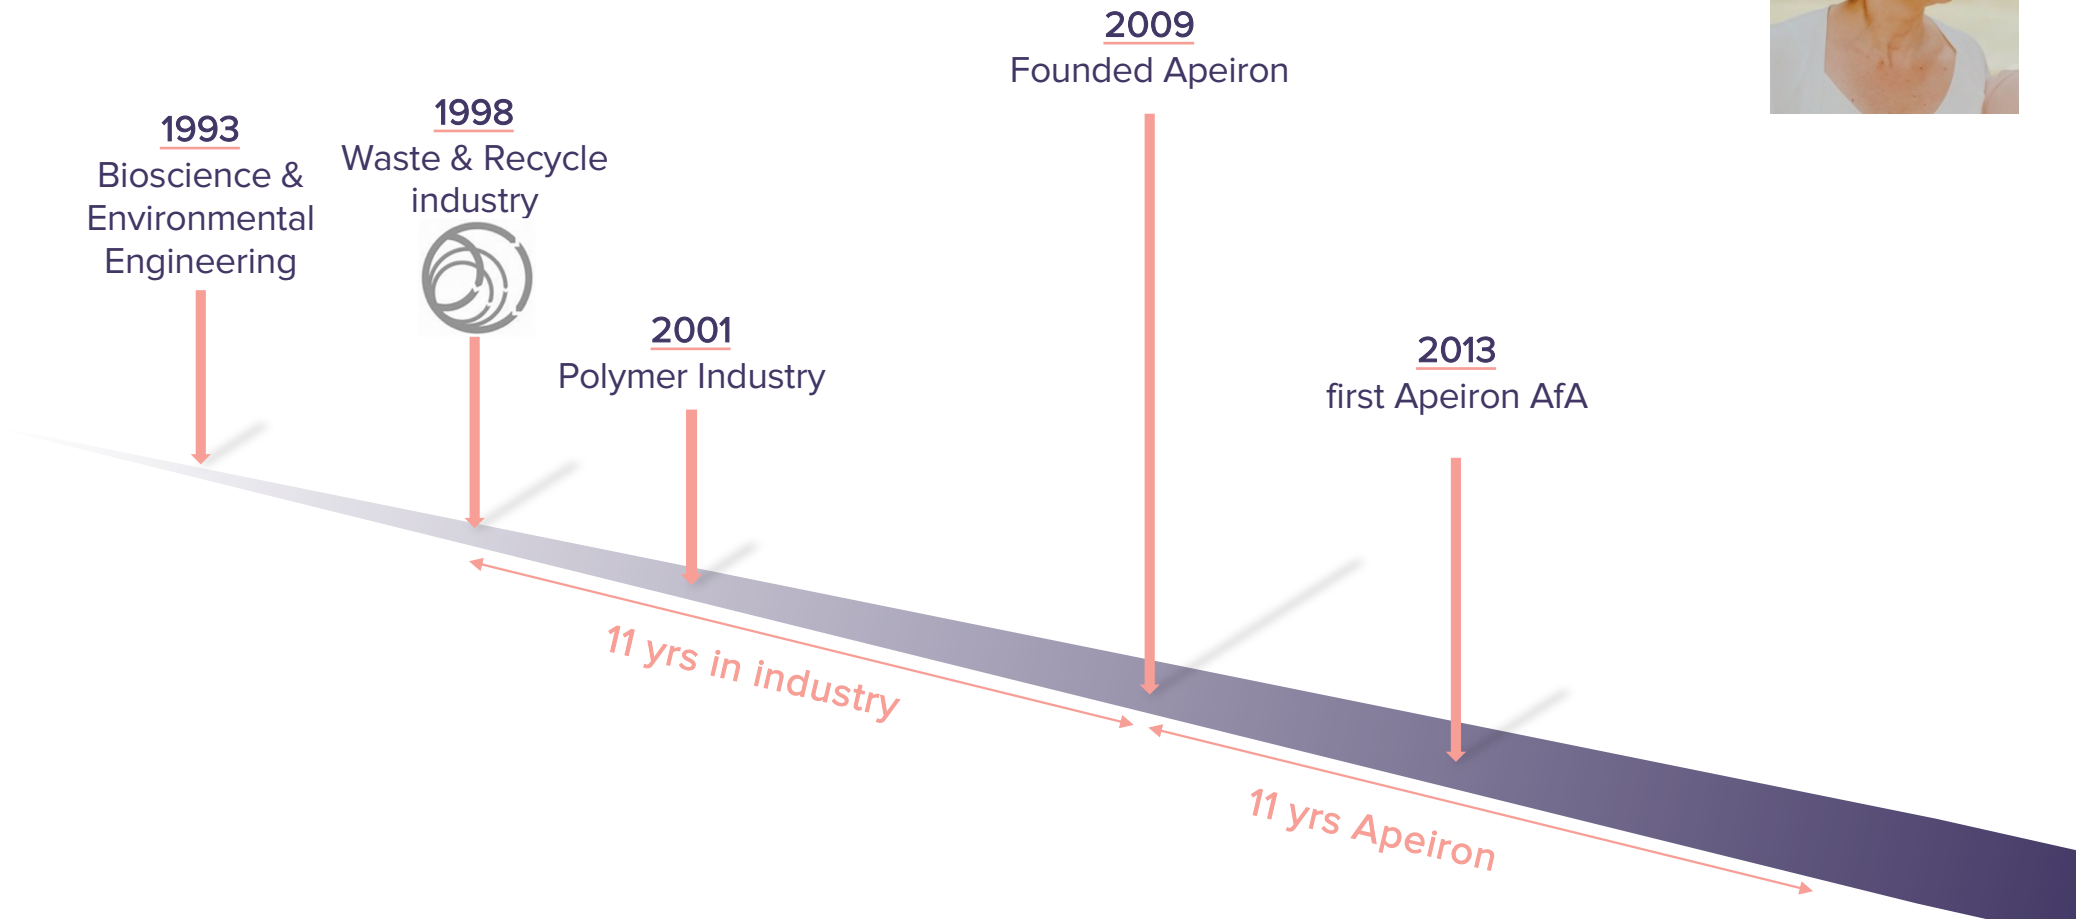 1993
Bioscience &
Environmental
Engineering
1998
Waste & Recycle
industry
2001
Polymer Industry
2009
Founded Apeiron
2013
first Apeiron AfA
11 yrs in industry
11 yrs Apeiron